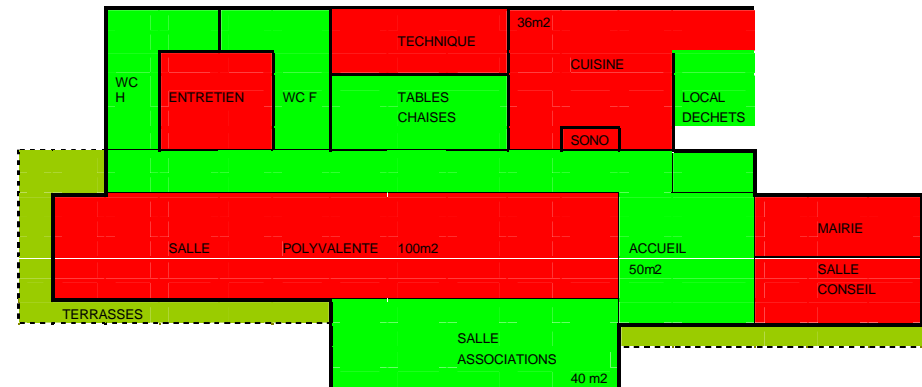 36m2
TECHNIQUE
CUISINE
WC
H
ENTRETIEN
WC F
TABLES
CHAISES
LOCAL
DECHETS
SONO
SALLE POLYVALENTE 100m2
ACCUEIL
50m2
MAIRIE
SALLE
CONSEIL
TERRASSES
SALLE
ASSOCIATIONS
40 m2